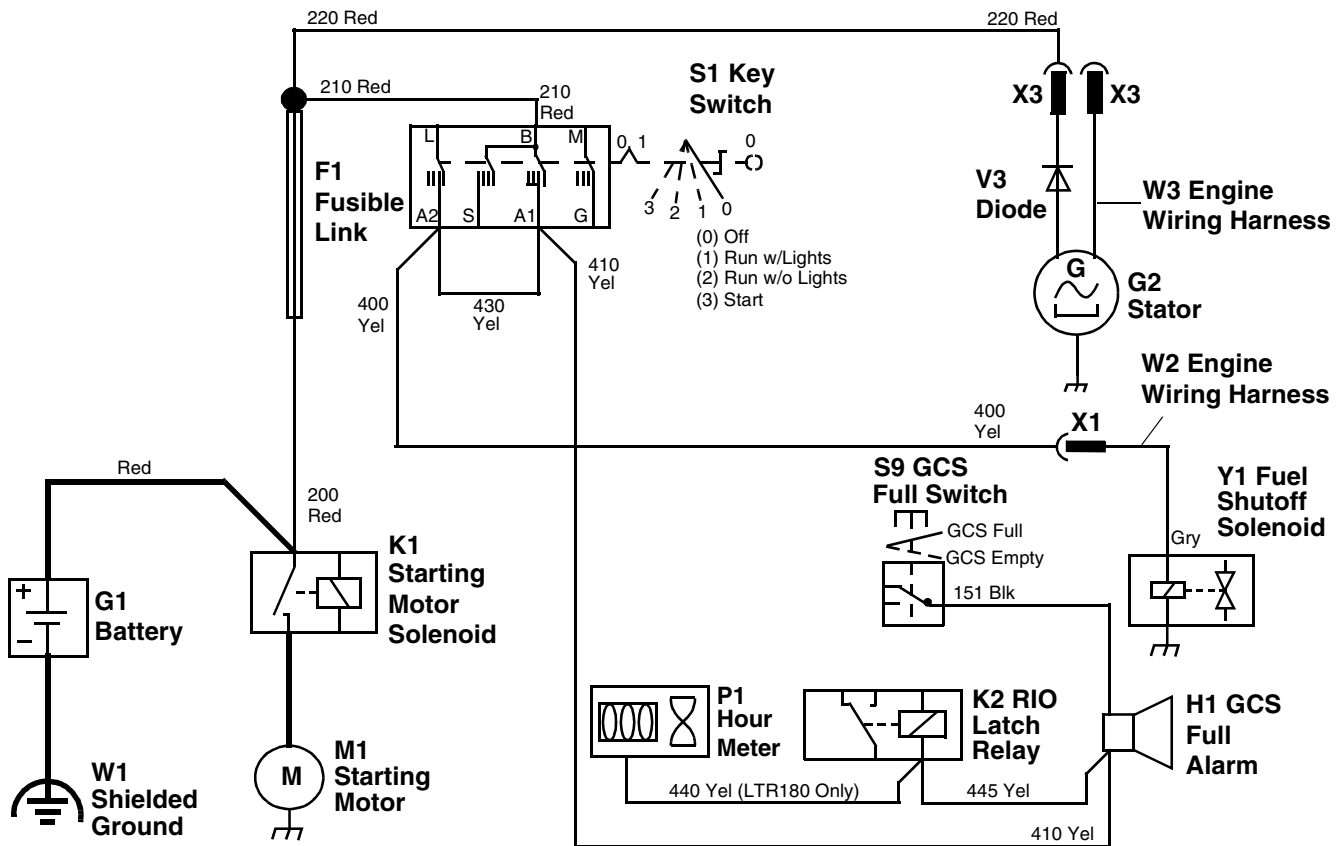 220 Red
220 Red
210 Red
210
Red
S1 Key
Switch
X3
X3
L
B
M
0
1
0
F1
Fusible
Link
3
2
1
0
V3
Diode
W3 Engine
Wiring Harness
A2
S
A1
G
(0) Off
(1) Run w/Lights
(2) Run w/o Lights
(3) Start
G
G2
Stator
400
Yel
430
Yel
410
Yel
W2 Engine
Wiring Harness
400
Yel
X1
Red
S9 GCS
Full Switch
Y1 Fuel
Shutoff
Solenoid
200
Red
GCS Full
GCS Empty
Gry
K1
Starting
Motor
Solenoid
+
−
G1
Battery
151 Blk
P1
Hour
Meter
K2 RIO
Latch
Relay
H1 GCS
Full
Alarm
W1
Shielded
Ground
M
M1
Starting
Motor
440 Yel (LTR180 Only)
445 Yel
410 Yel